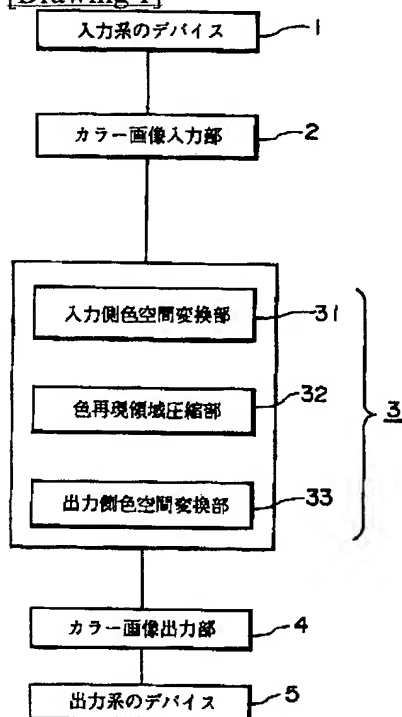 [Drawing 1]
入力系のデバイス 1
カラー画像入力部 2
入力側色空間変換部 31
色再現領域圧縮部 32
3
出力側色空間変換部 33
カラー画像出力部 4
出力系のデバイス 5